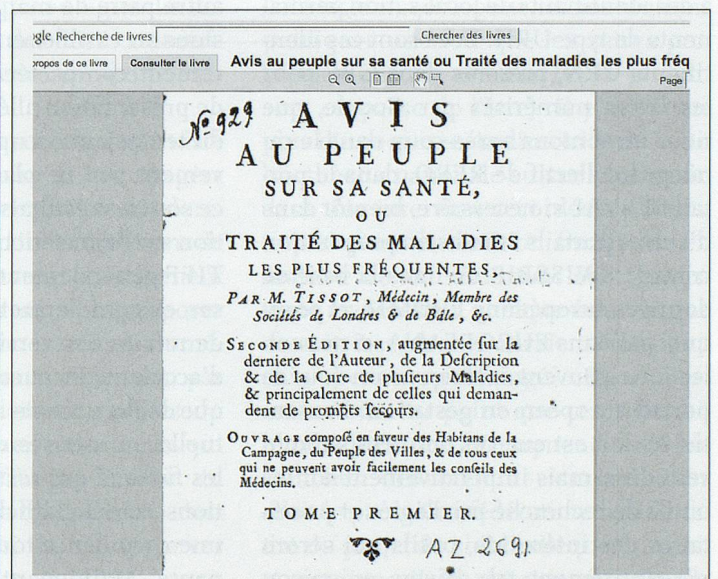 gle Recherche de livres
Chercher des livres
ropos de ce livre
Consulter le livre
Avis au peuple sur sa santé ou Traité des maladies les plus fréq
Page
No. 929
AVIS
AU PEUPLE
SUR SA SANTÉ,
OU
TRAITÉ DES MALADIES
LES PLUS FRÉQUENTES;
PAR M. TISSOT, Médecin, Membre des
Sociétés de Londres & de Bâle, &c.
SECONDE ÉDITION, augmentée sur la
derniere de l'Auteur, de la Description
& de la Cure de plusieurs Maladies,
& principalement de celles qui deman-
dent de prompts secours.
OUVRAGE composé en faveur des Habitans de la
Campagne, du Peuple des Villes, & de tous ceux
qui ne peuvent avoir facilement les conseils des
Médecins.
TOME PREMIER.
AZ 2691